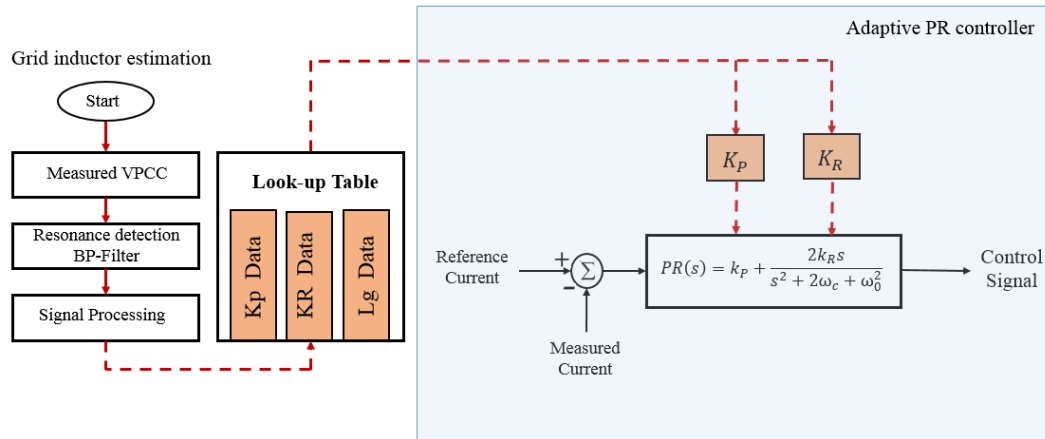 Grid inductor estimation
Start
Measured VPCC
Resonance detection
BP-Filter
Signal Processing
Look-up Table
Kp Data
KR Data
Lg Data
Adaptive PR controller
K_P
K_R
Reference
Current
+
−
Σ
Measured
Current
PR(s) = k_P + \frac{2k_R s}{s^2 + 2ω_c + ω_0^2}
Control
Signal